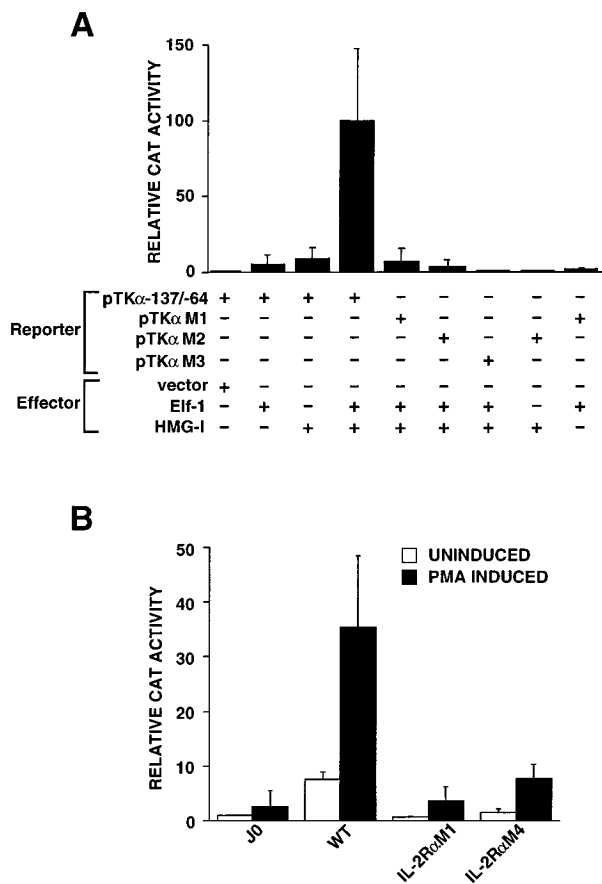 A
RELATIVE CAT ACTIVITY
150
100
50
0
Reporter
pTKα-137/-64 + + + + – – – – –
pTKα M1 – – – – + – – – +
pTKα M2 – – – – – + – + –
pTKα M3 – – – – – – + – –
Effector
vector + – – – – – – – –
Elf-1 – + – + + + + – +
HMG-I – – + + + + + + –
B
RELATIVE CAT ACTIVITY
50
40
30
20
10
0
UNINDUCED
PMA INDUCED
J0
WT
IL-2RαM1
IL-2RαM4